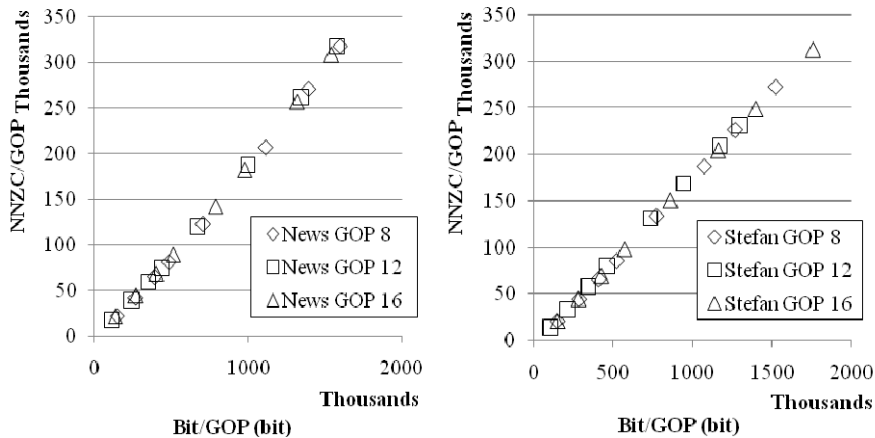 NNZC/GOP Thousands
350
300
250
200
150
100
50
0
News GOP 8
News GOP 12
News GOP 16
0 1000 2000
Thousands
Bit/GOP (bit)
NNZC/GOP Thousands
350
300
250
200
150
100
50
0
Stefan GOP 8
Stefan GOP 12
Stefan GOP 16
0 500 1000 1500 2000
Thousands
Bit/GOP (bit)